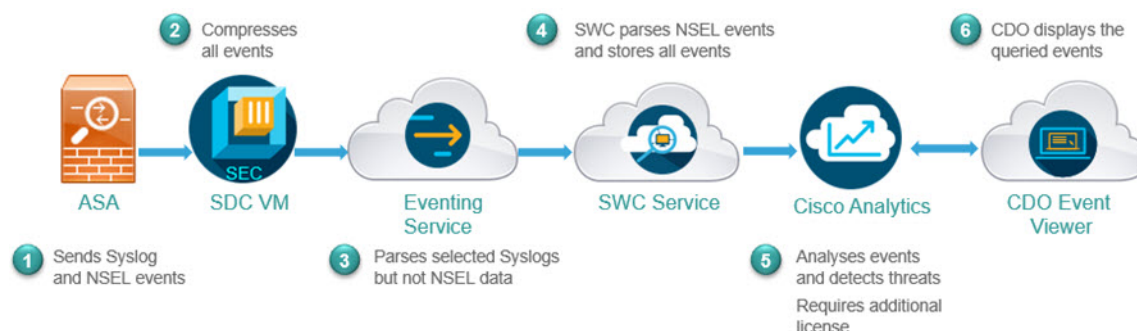 2 Compresses
all events
4 SWC parses NSEL events
and stores all events
6 CDO displays the
queried events
SEC
ASA
SDC VM
Eventing
Service
SWC Service
Cisco Analytics
CDO Event
Viewer
1 Sends Syslog
and NSEL events
3 Parses selected Syslogs
but not NSEL data
5 Analyses events
and detects threats
Requires additional
license